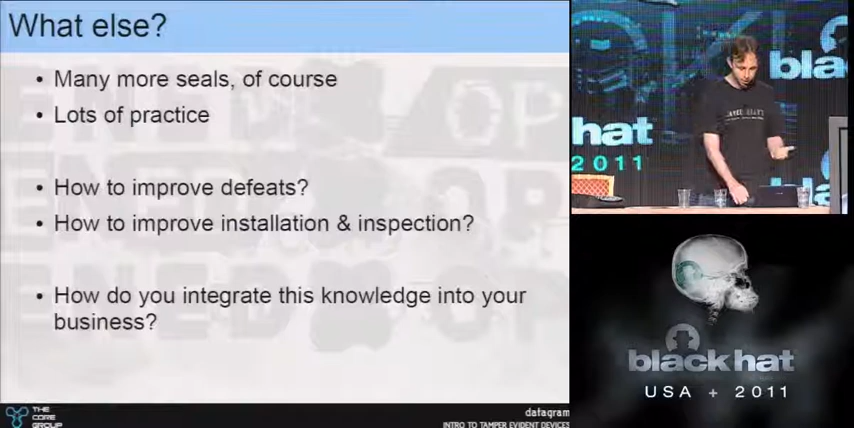 What else?
• Many more seals, of course
• Lots of practice
• How to improve defeats?
• How to improve installation & inspection?
• How do you integrate this knowledge into your
business?
THE
CORE
GROUP
datagram
INTRO TO TAMPER EVIDENT DEVICES
blac
hat
2011
black hat
USA + 2011